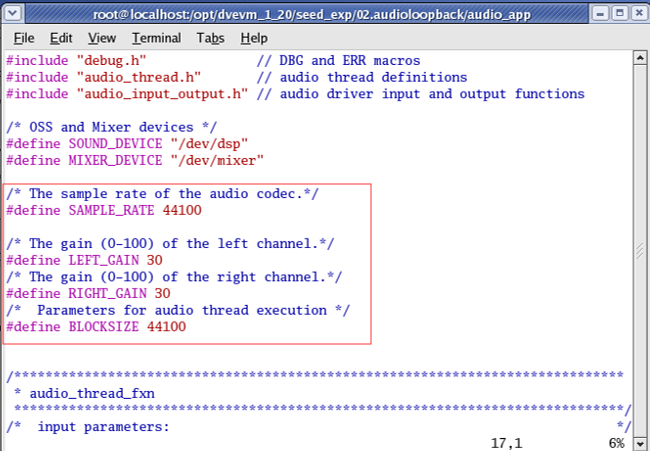 root@localhost:/opt/dvevm_1_20/seed_exp/02.audioloopback/audio_app
File Edit View Terminal Tabs Help
#include "debug.h" // DBG and ERR macros
#include "audio_thread.h" // audio thread definitions
#include "audio_input_output.h" // audio driver input and output functions
/* OSS and Mixer devices */
#define SOUND_DEVICE "/dev/dsp"
#define MIXER_DEVICE "/dev/mixer"
/* The sample rate of the audio codec.*/
#define SAMPLE_RATE 44100
/* The gain (0-100) of the left channel.*/
#define LEFT_GAIN 30
/* The gain (0-100) of the right channel.*/
#define RIGHT_GAIN 30
/*  Parameters for audio thread execution */
#define BLOCKSIZE 44100
/******************************************************************************
 * audio_thread_fxn
 ******************************************************************************/
/*  input parameters: */
17,1 6%